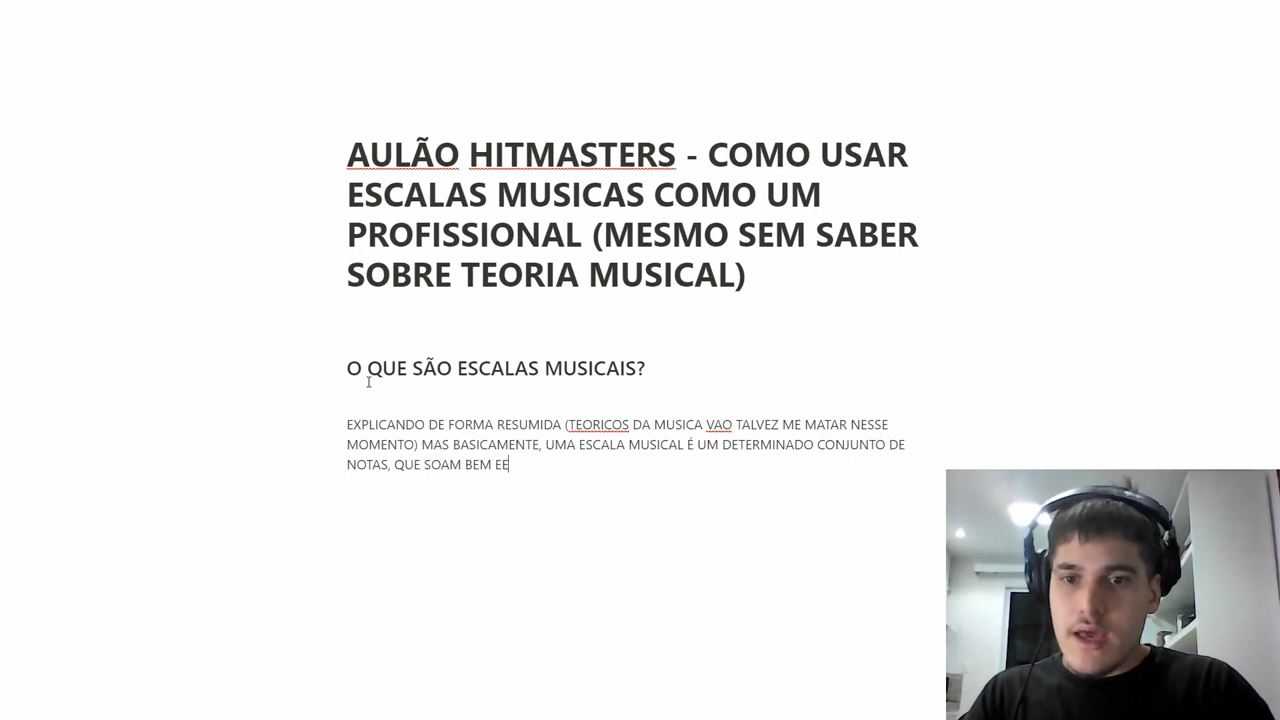 AULÃO HITMASTERS - COMO USAR
ESCALAS MUSICAS COMO UM
PROFISSIONAL (MESMO SEM SABER
SOBRE TEORIA MUSICAL)
O QUE SÃO ESCALAS MUSICAIS?
EXPLICANDO DE FORMA RESUMIDA (TEORICOS DA MUSICA VAO TALVEZ ME MATAR NESSE
MOMENTO) MAS BASICAMENTE, UMA ESCALA MUSICAL É UM DETERMINADO CONJUNTO DE
NOTAS, QUE SOAM BEM EE